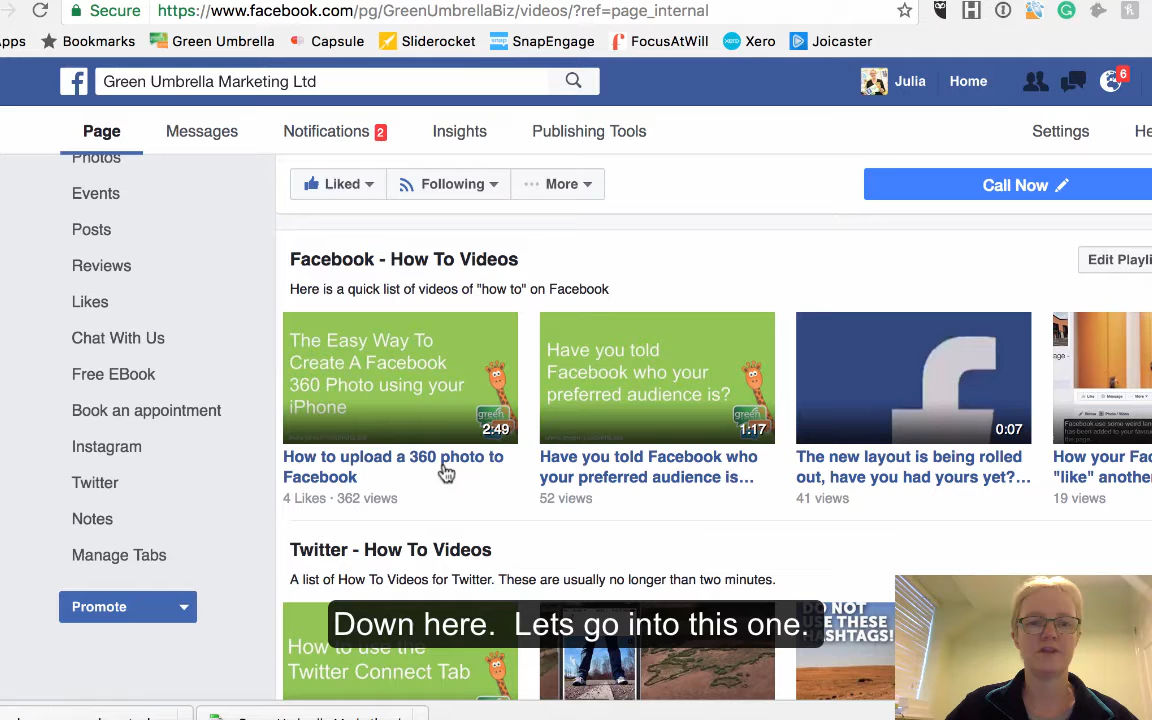 Secure https://www.facebook.com/pg/GreenUmbrellaBiz/videos/?ref=page_internal
pps Bookmarks Green Umbrella Capsule Sliderocket SnapEngage FocusAtWill Xero Joicaster
Green Umbrella Marketing Ltd Julia Home 6
Page Messages Notifications 2 Insights Publishing Tools Settings He
Photos
Events
Posts
Reviews
Likes
Chat With Us
Free EBook
Book an appointment
Instagram
Twitter
Notes
Manage Tabs
Promote
Liked Following More Call Now
Facebook - How To Videos
Edit Playli
Here is a quick list of videos of "how to" on Facebook
The Easy Way To
Create A Facebook
360 Photo using your
iPhone
green
2:49
How to upload a 360 photo to
Facebook
4 Likes · 362 views
Have you told
Facebook who your
preferred audience is?
green
1:17
Have you told Facebook who
your preferred audience is...
52 views
0:07
The new layout is being rolled
out, have you had yours yet?...
41 views
How your Fac
"like" another
19 views
Twitter - How To Videos
A list of How To Videos for Twitter. These are usually no longer than two minutes.
How to use the
Twitter Connect Tab
DO NOT
USE THESE
HASHTAGS!
Down here. Lets go into this one.